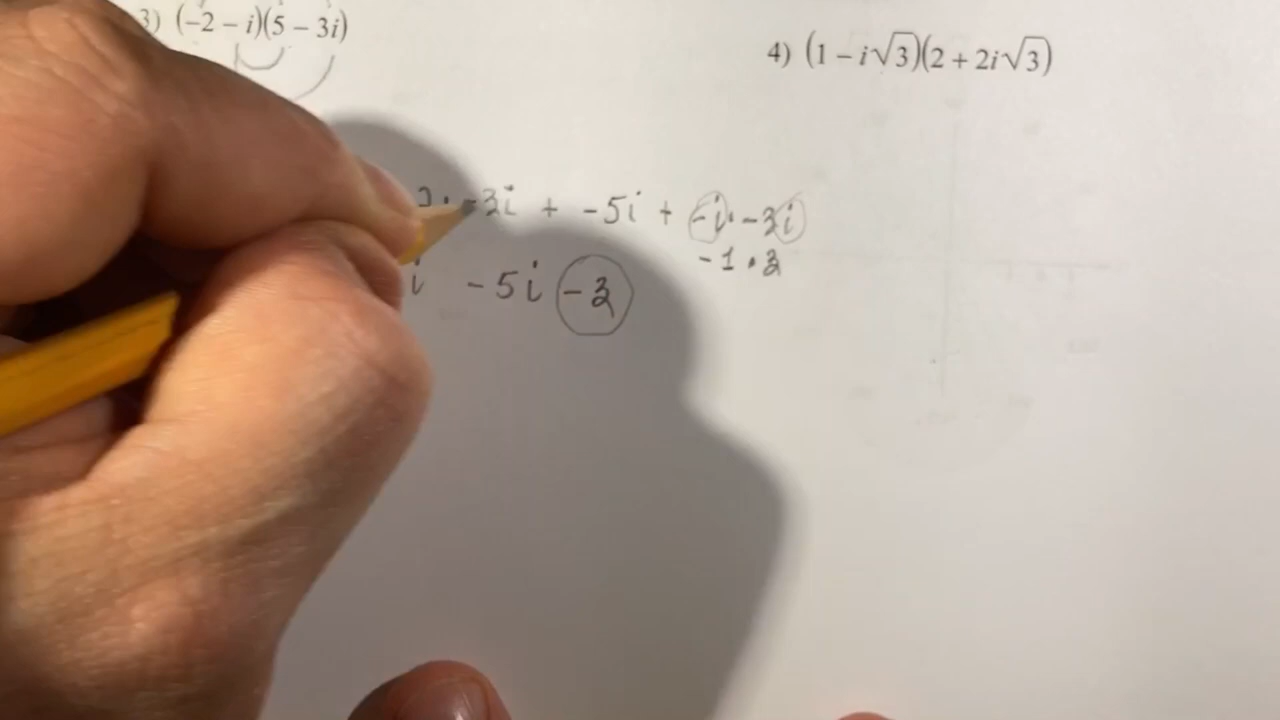 3) (−2 − i)(5 − 3i)
4) (1 − i√3)(2 + 2i√3)
-3i + -5i + -i · -3i
-1 · 3
i -5i -3